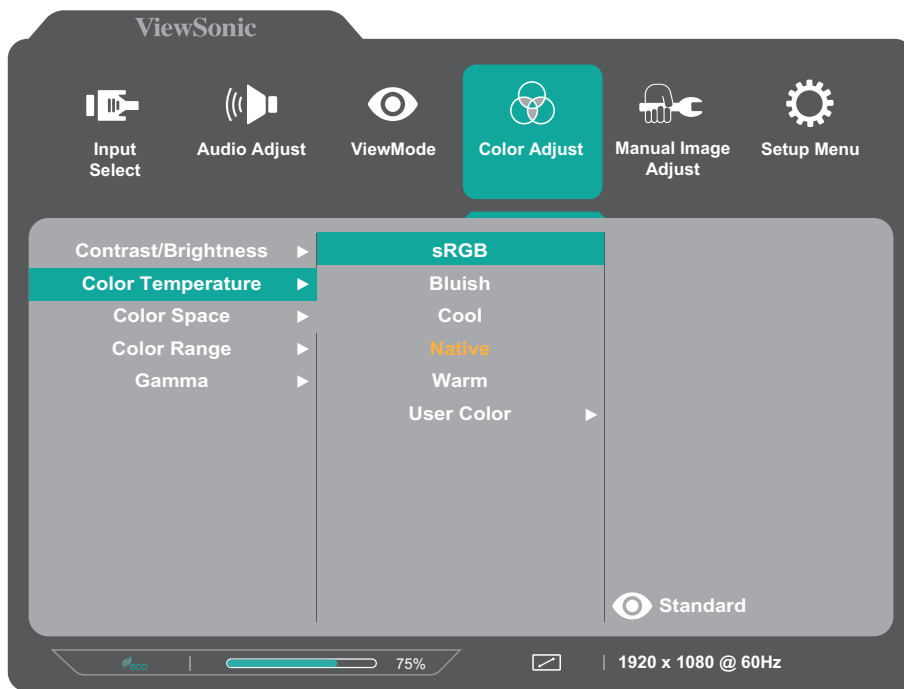 ViewSonic
Input
Select
Audio Adjust
ViewMode
Color Adjust
Manual Image
Adjust
Setup Menu
Contrast/Brightness
Color Temperature
Color Space
Color Range
Gamma
sRGB
Bluish
Cool
Native
Warm
User Color
Standard
eco
75%
1920 x 1080 @ 60Hz